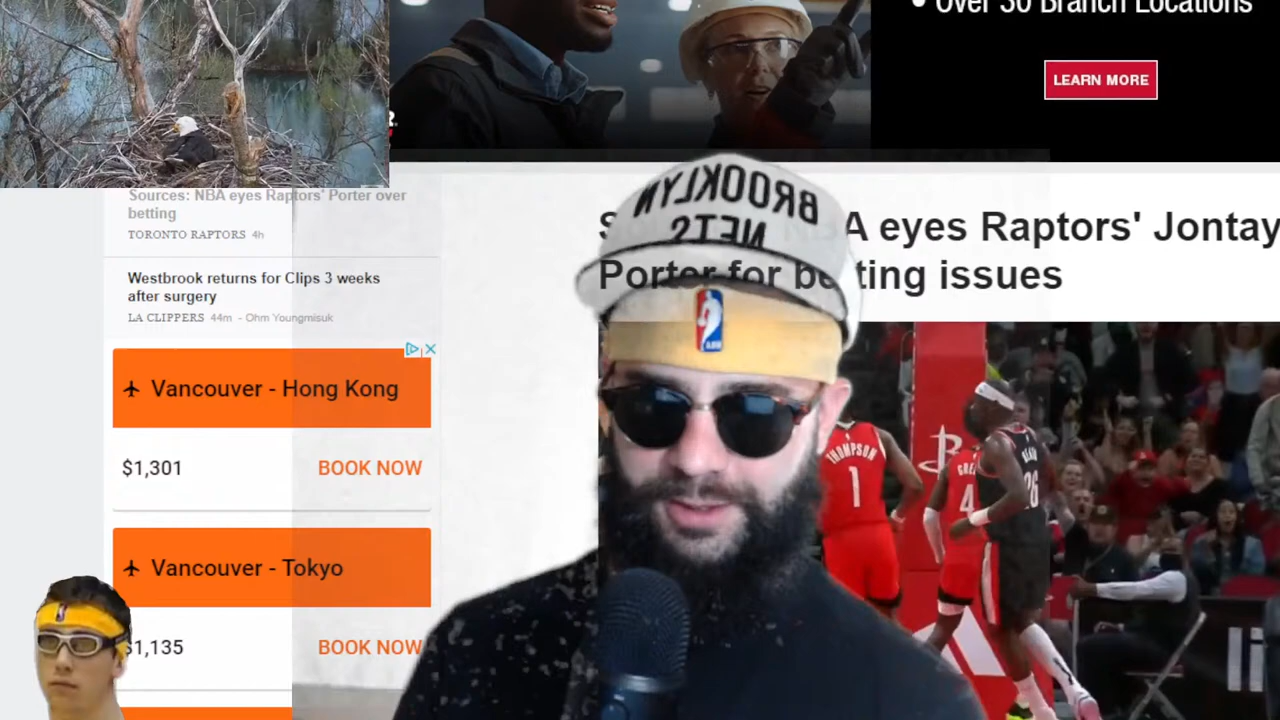 • Over 30 Branch Locations
LEARN MORE
Sources: NBA eyes Raptors' Porter over
betting
TORONTO RAPTORS 4h
Westbrook returns for Clips 3 weeks
after surgery
LA CLIPPERS 44m - Ohm Youngmisuk
Vancouver - Hong Kong
$1,301 BOOK NOW
Vancouver - Tokyo
$1,135 BOOK NOW
BROOKLYN
NETS
A eyes Raptors' Jontay
Porter for betting issues
THOMPSON
1
4